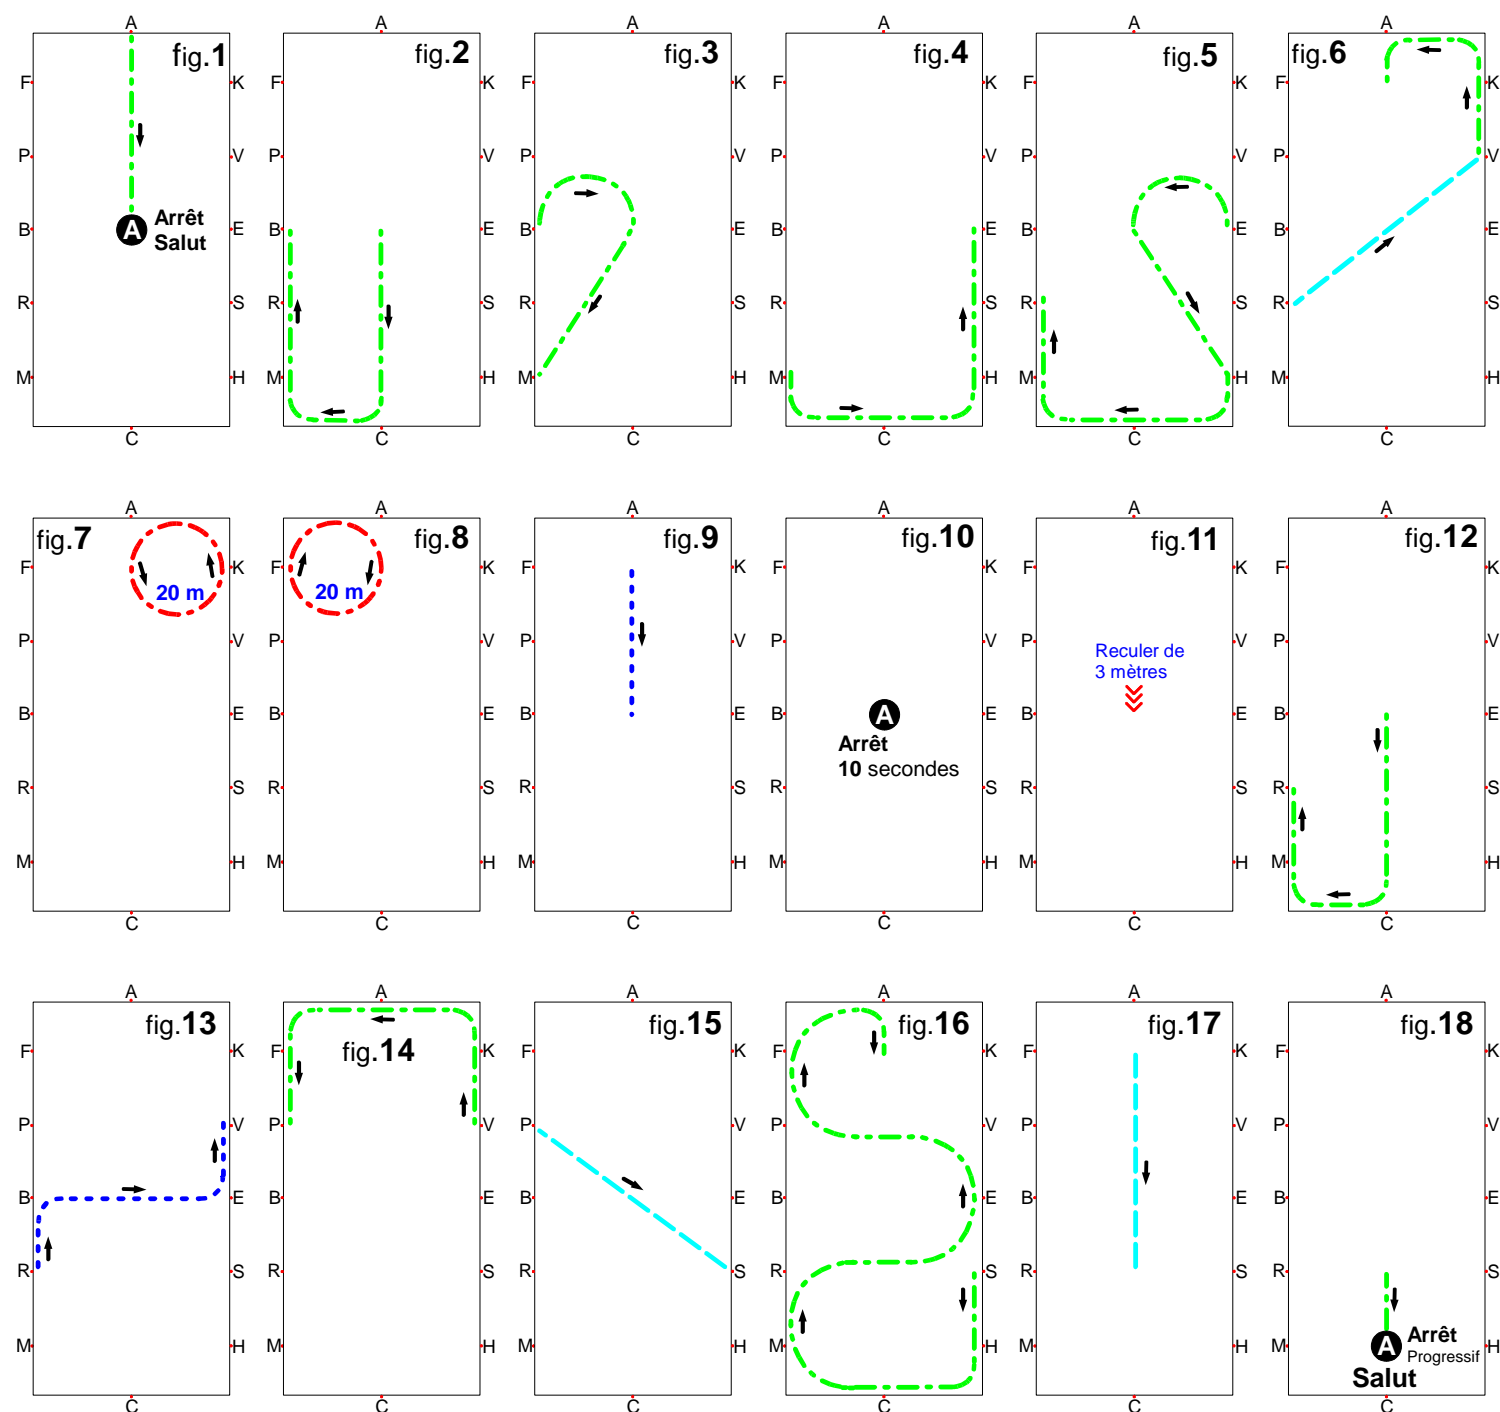 A A A A A A
fig.1 fig.2 fig.3 fig.4 fig.5 fig.6
F K F K F K F K F K F K
P V P V P V P V P V P V
B A Arrêt E B E B E B E B E B E
Salut
R S R S R S R S R S R S
M H M H M H M H M H M H
C C C C C C
A A A A A A
fig.7 fig.8 fig.9 fig.10 fig.11 fig.12
F K F K F K F K F K F K
20 m 20 m
P V P V P V P V P V P V
Reculer de
3 mètres
B E B E B E B A E B E B E
Arrêt
10 secondes
R S R S R S R S R S R S
M H M H M H M H M H M H
C C C C C C
A A A A A A
fig.13 fig.15 fig.16 fig.17 fig.18
F K F fig.14 K F K F K F K F K
P V P V P V P V P V P V
B E B E B E B E B E B E
R S R S R S R S R S R S
M H M H M H M H M H M A Arrêt H
Progressif
Salut
C C C C C C